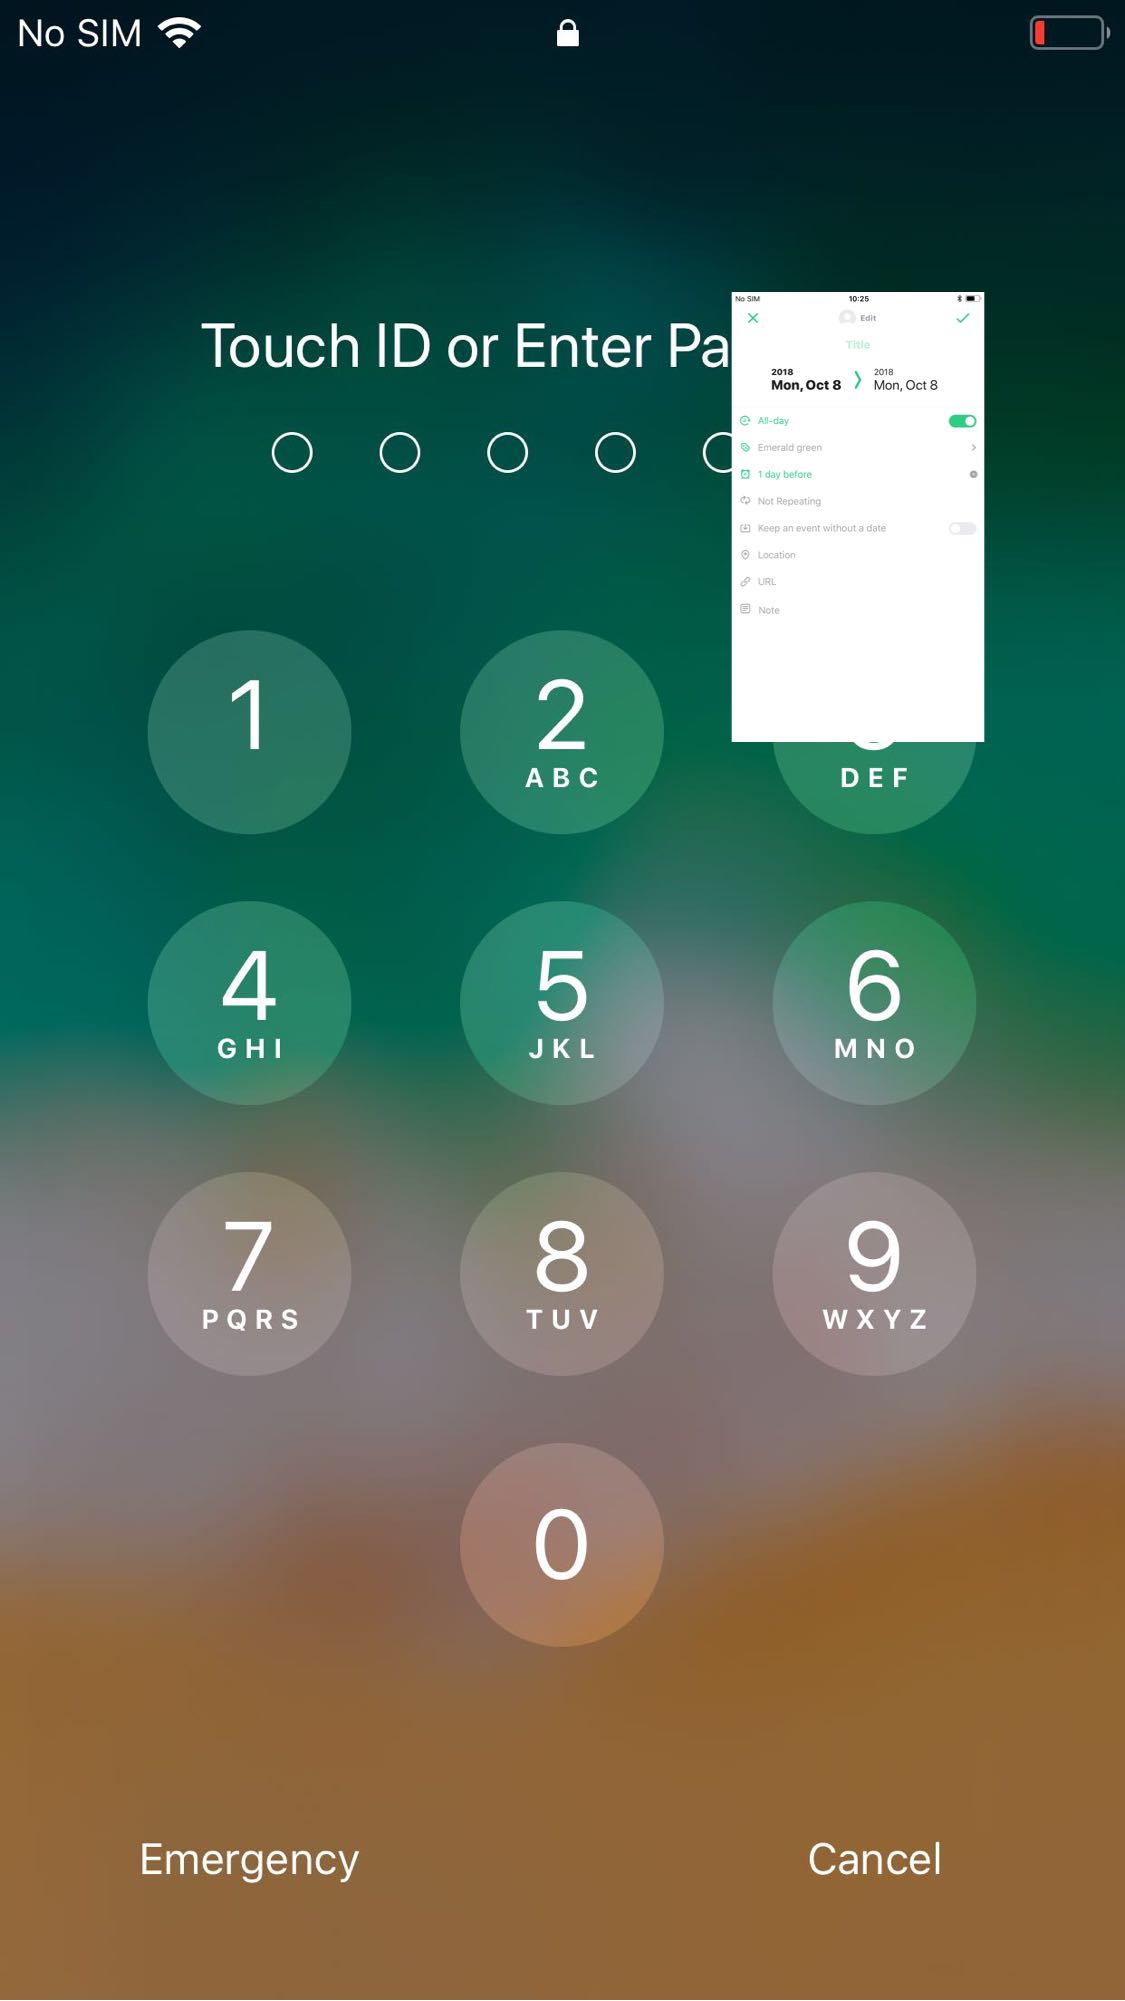 No SIM
Touch ID or Enter Pa
No SIM
10:25
Edit
Title
2018
Mon, Oct 8
2018
Mon, Oct 8
All-day
Emerald green
1 day before
Not Repeating
Keep an event without a date
Location
URL
Note
1
2
ABC
DEF
4
GHI
5
JKL
6
MNO
7
PQRS
8
TUV
9
WXYZ
0
Emergency
Cancel